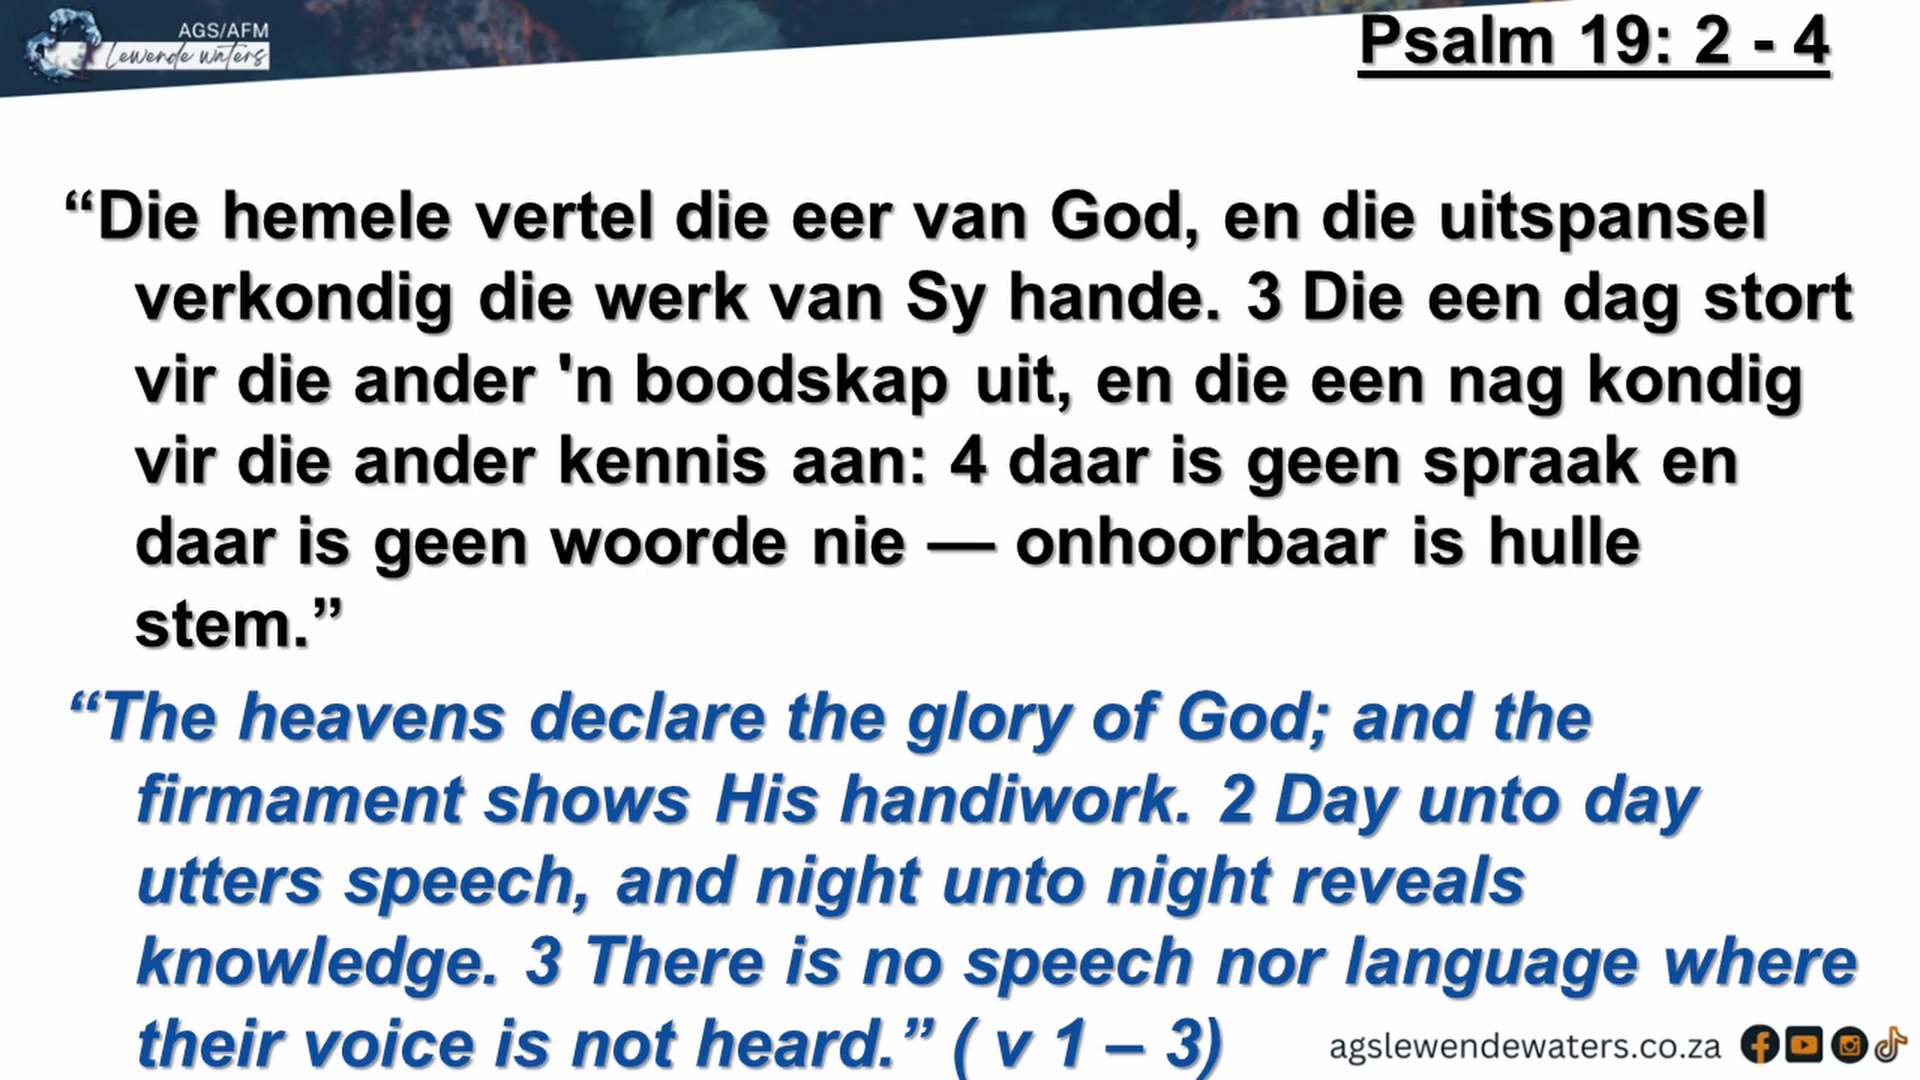 AGS/AFM
Lewende waters
Psalm 19: 2 - 4
“Die hemele vertel die eer van God, en die uitspansel
verkondig die werk van Sy hande. 3 Die een dag stort
vir die ander 'n boodskap uit, en die een nag kondig
vir die ander kennis aan: 4 daar is geen spraak en
daar is geen woorde nie — onhoorbaar is hulle
stem.”
“The heavens declare the glory of God; and the
firmament shows His handiwork. 2 Day unto day
utters speech, and night unto night reveals
knowledge. 3 There is no speech nor language where
their voice is not heard.” ( v 1 – 3)
agslewendewaters.co.za